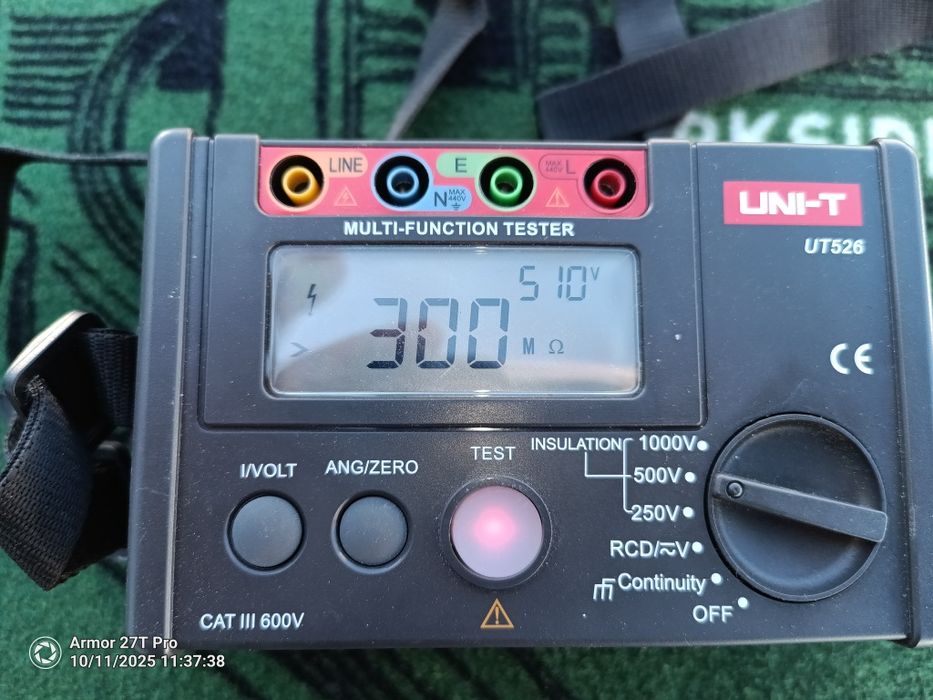 RKSID
LINE
E
MAX 440V L
N MAX 440V
MULTI-FUNCTION TESTER
UNI-T
UT526
510V
> 300 M Ω
CE
I/VOLT
ANG/ZERO
TEST
INSULATION
1000V
500V
250V
RCD/≂V
Continuity
OFF
CAT III 600V
Armor 27T Pro
10/11/2025 11:37:38